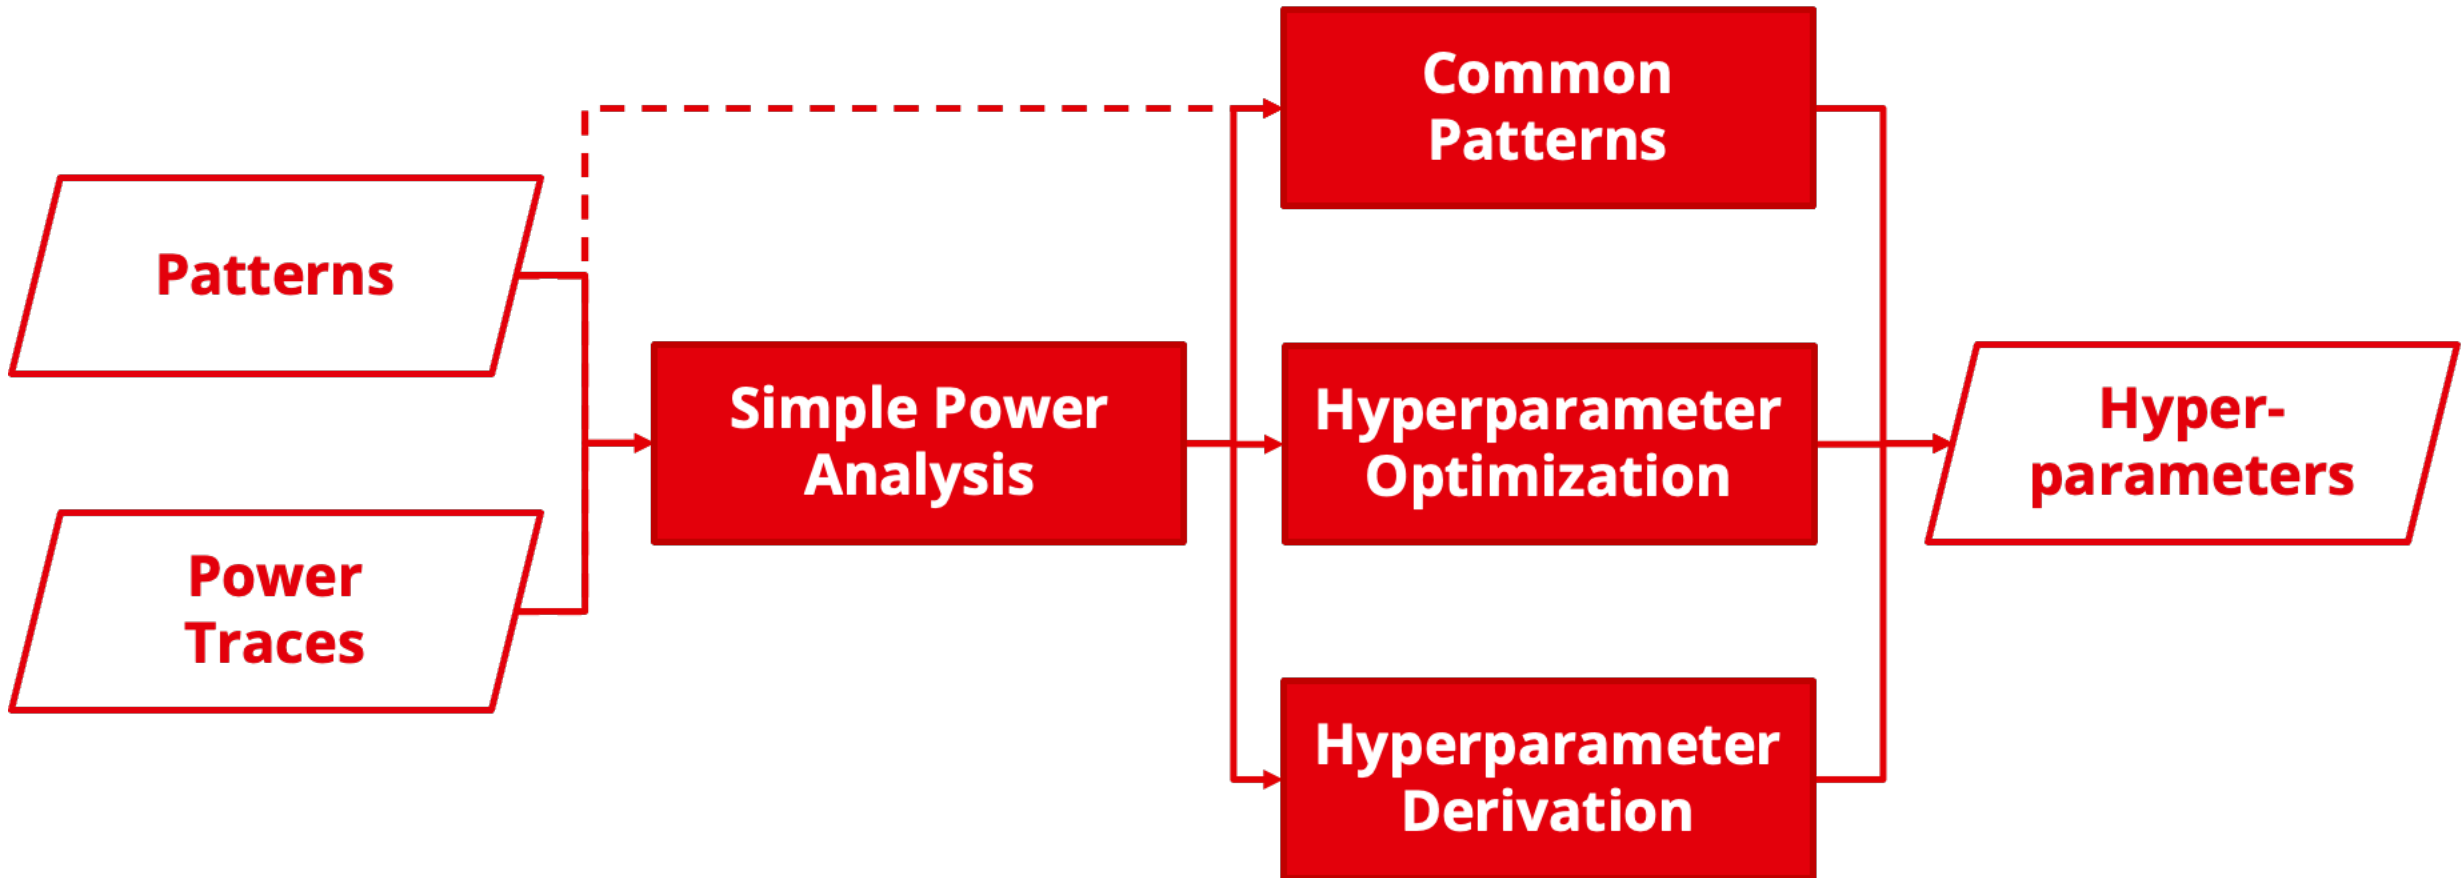 Common
Patterns
Patterns
Simple Power
Analysis
Hyperparameter
Optimization
Hyper-
parameters
Power
Traces
Hyperparameter
Derivation